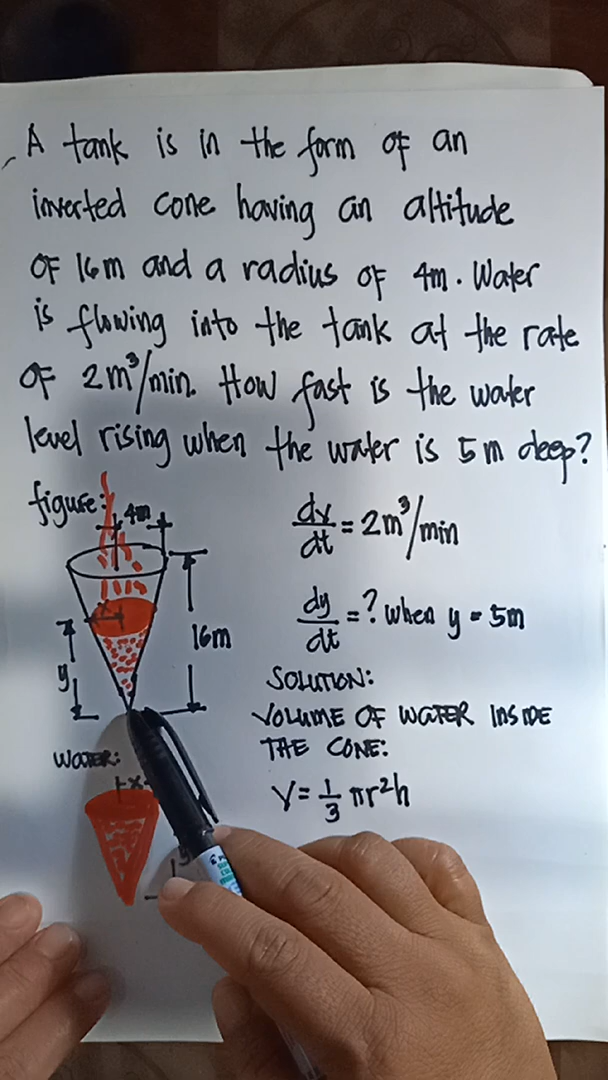 A tank is in the form of an
inverted cone having an altitude
of 16m and a radius of 4m. Water
is flowing into the tank at the rate
of 2m³/min. How fast is the water
level rising when the water is 5m deep?
figure:
4m
x
16m
y
dv/dt = 2m³/min
dy/dt = ? when y = 5m
SOLUTION:
VOLUME OF WATER INSIDE
THE CONE:
V = 1/3 πr²h
WATER:
x
y